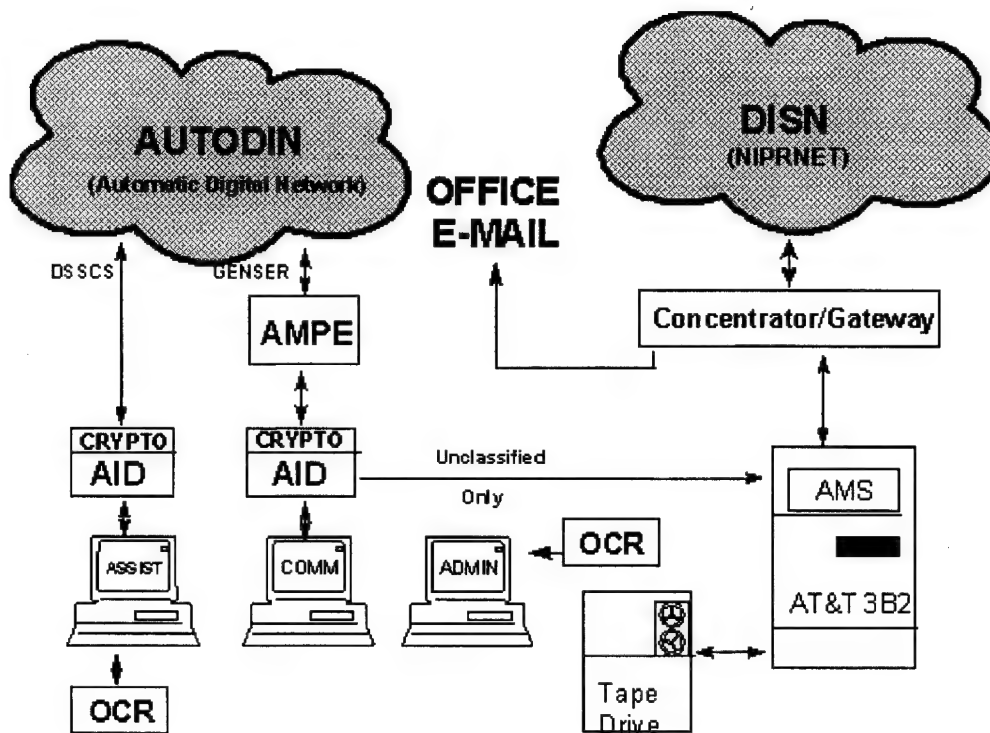 AUTODIN
(Automatic Digital Network)
DISN
(NIPRNET)
OFFICE
E-MAIL
DSSCS
GENSER
AMPE
Concentrator/Gateway
CRYPTO
AID
CRYPTO
AID
Unclassified
Only
AMS
ASSIST
COMM
ADMIN
OCR
AT&T 3B2
OCR
Tape
Drive